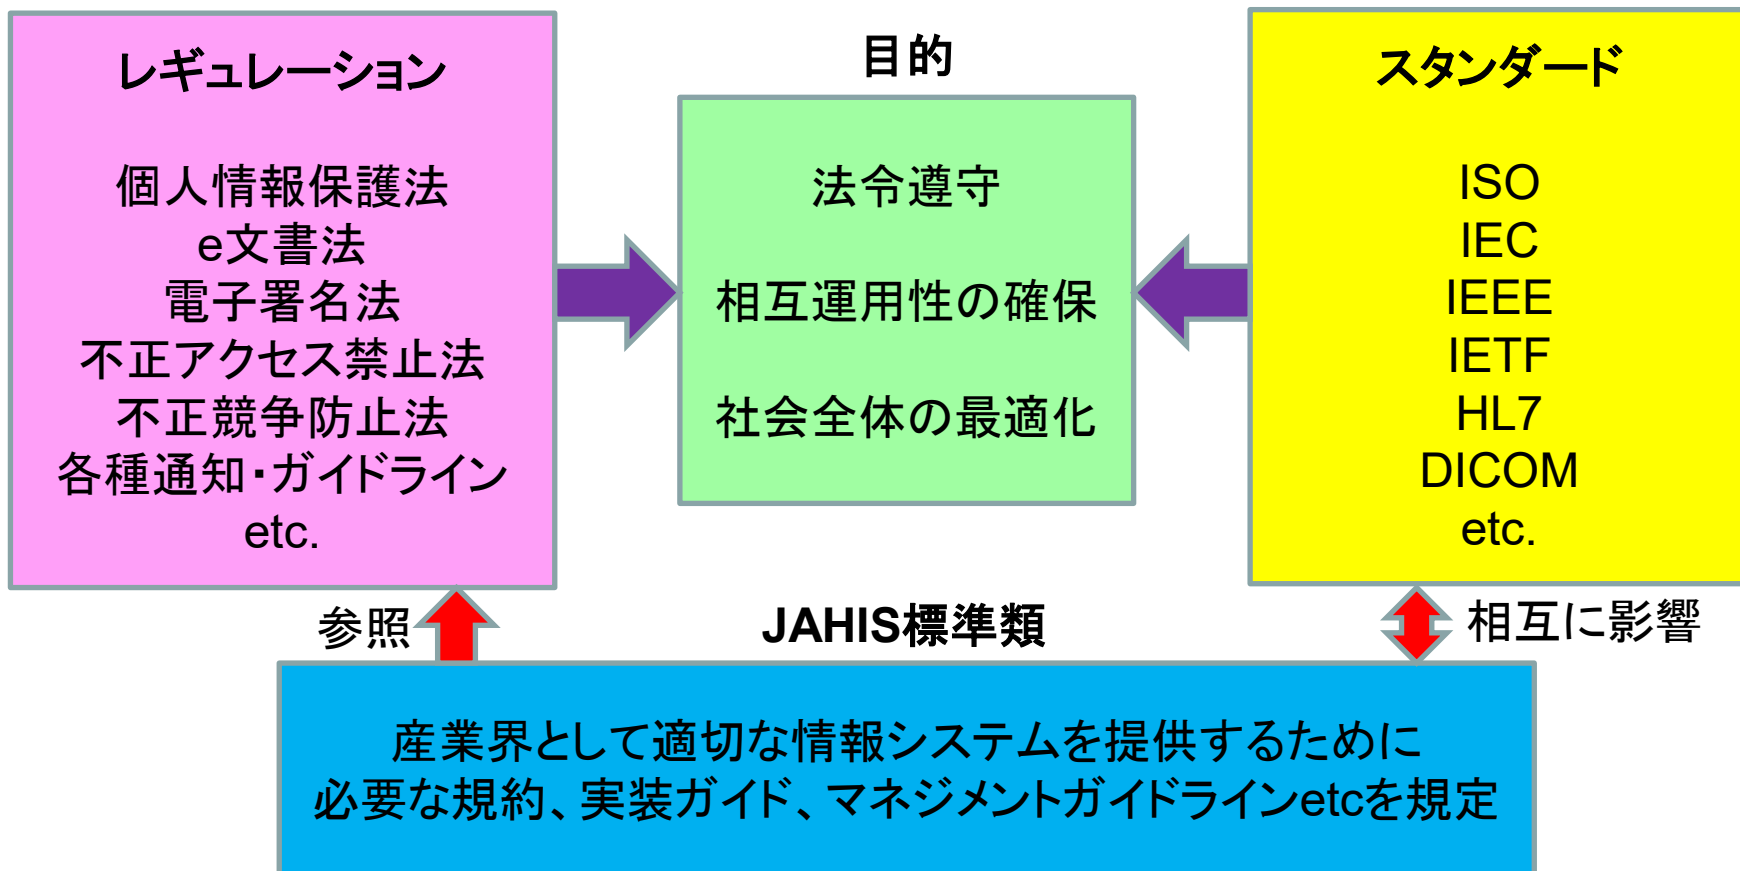 レギュレーション
個人情報保護法
e文書法
電子署名法
不正アクセス禁止法
不正競争防止法
各種通知・ガイドライン
etc.
目的
法令遵守
相互運用性の確保
社会全体の最適化
スタンダード
ISO
IEC
IEEE
IETF
HL7
DICOM
etc.
参照
JAHIS標準類
相互に影響
産業界として適切な情報システムを提供するために
必要な規約、実装ガイド、マネジメントガイドラインetcを規定